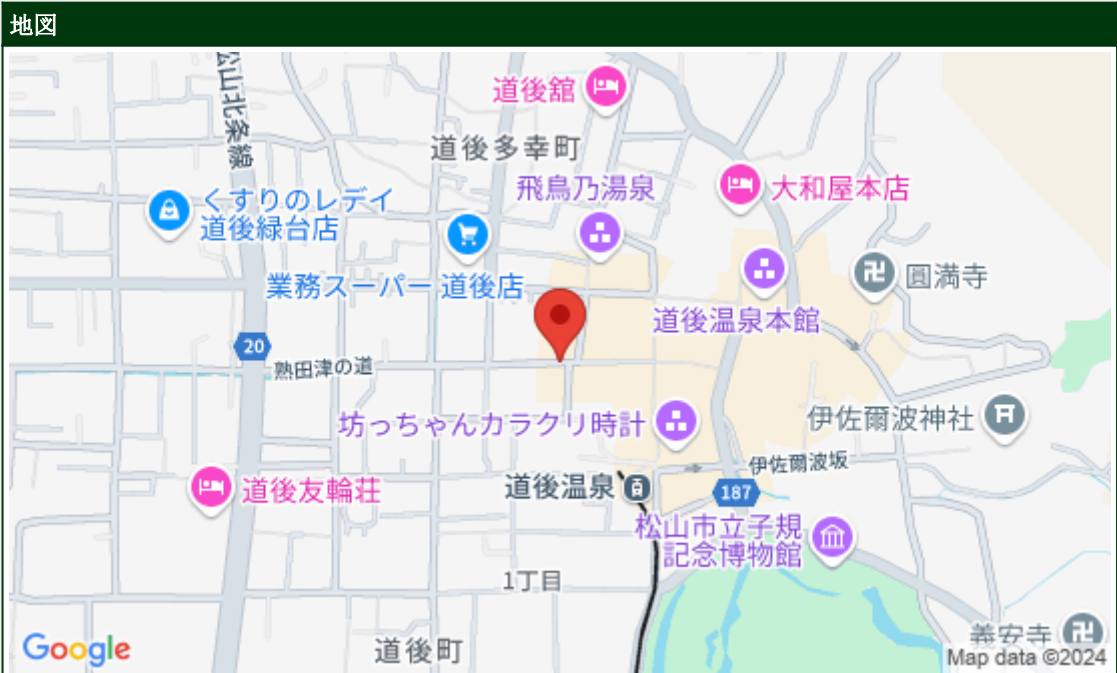 地図
松山北条線
道後舘
道後多幸町
飛鳥乃湯泉
大和屋本店
くすりのレデイ
道後緑台店
業務スーパー 道後店
圓満寺
道後温泉本館
20
熟田津の道
坊っちゃんカラクリ時計
伊佐爾波神社
伊佐爾波坂
道後友輪荘
道後温泉
187
松山市立子規
記念博物館
1丁目
道後町
義安寺
Google
Map data ©2024